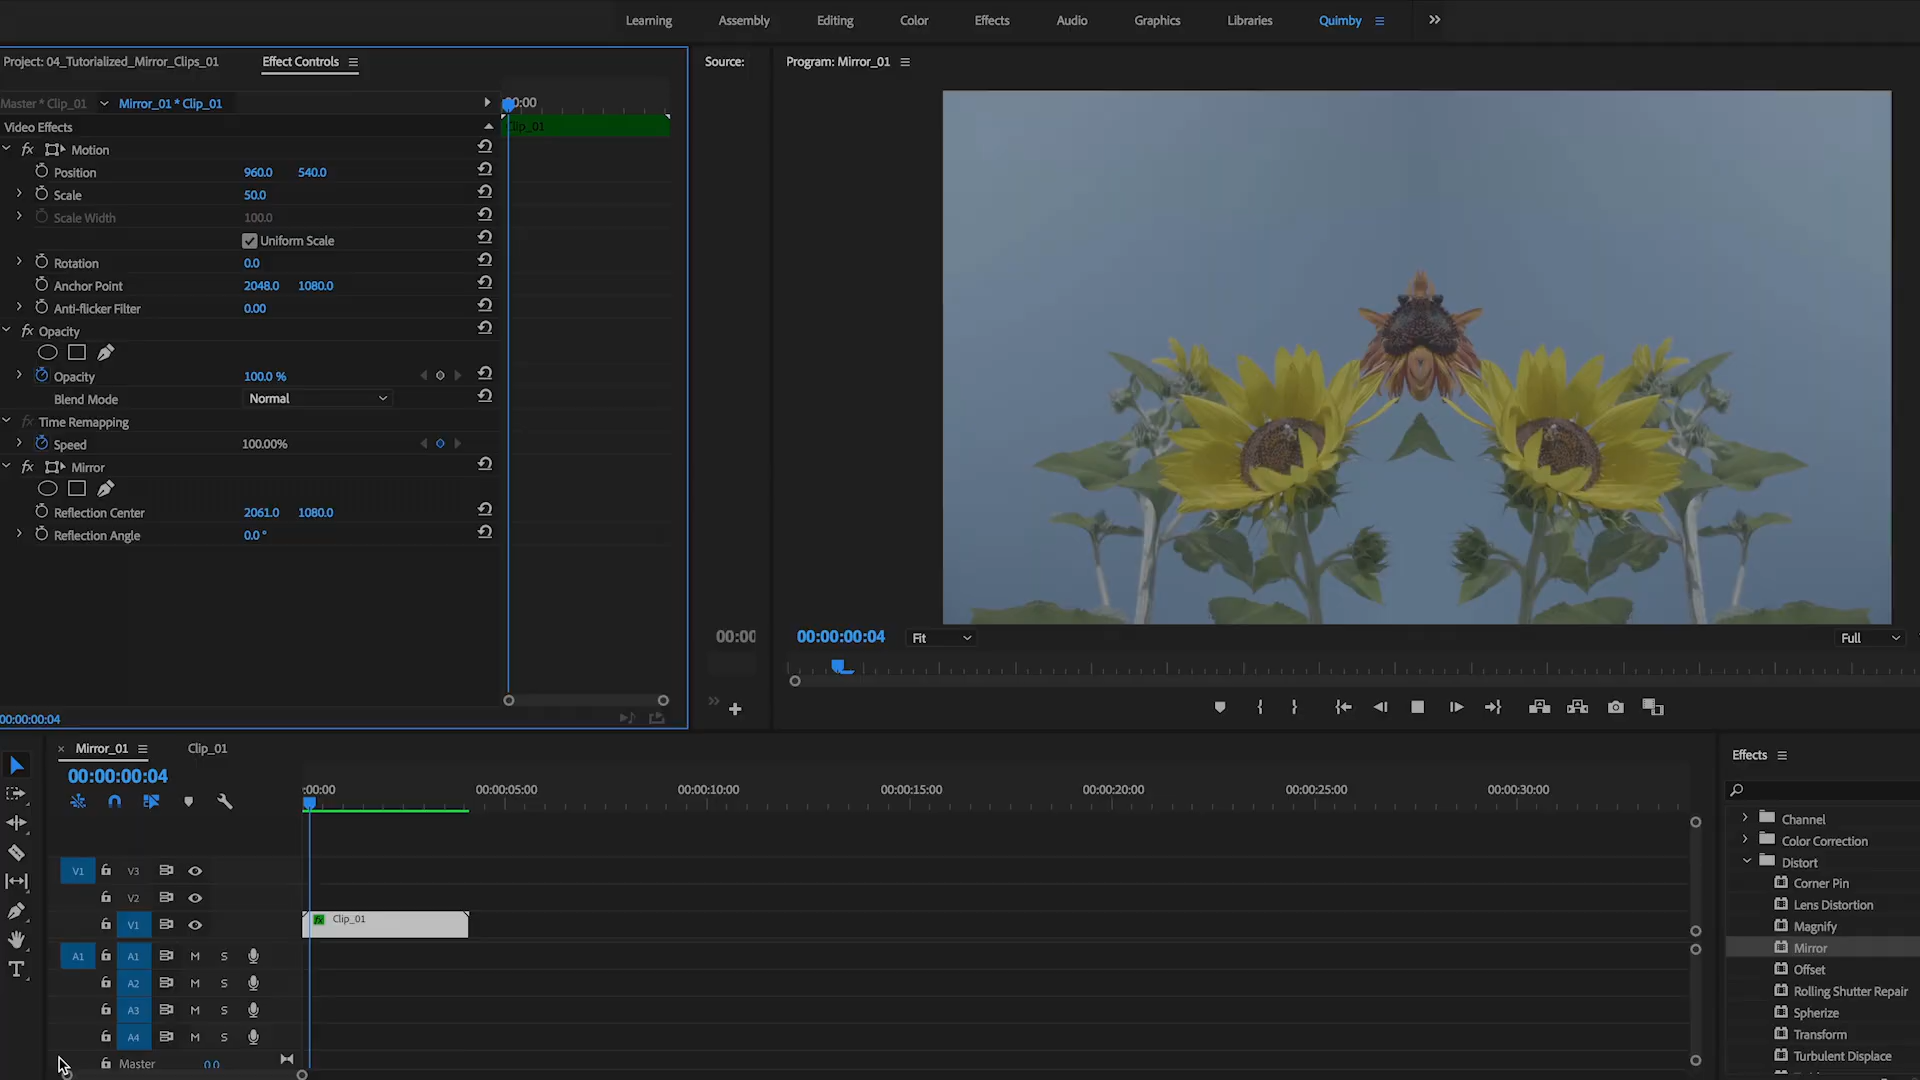 Learning Assembly Editing Color Effects Audio Graphics Libraries Quimby
Project: 04_Tutorialized_Mirror_Clips_01 Effect Controls Source: Program: Mirror_01
Master * Clip_01 Mirror_01 * Clip_01 00:00
Video Effects Clip_01
fx Motion
Position 960.0 540.0
Scale 50.0
Scale Width 100.0
Uniform Scale
Rotation 0.0
Anchor Point 2048.0 1080.0
Anti-flicker Filter 0.00
fx Opacity
Opacity 100.0 %
Blend Mode Normal
fx Time Remapping
Speed 100.00%
fx Mirror
Reflection Center 2061.0 1080.0
Reflection Angle 0.0 °
00:00 00:00:00:04 Fit Full
00:00:00:04
Mirror_01 Clip_01 Effects
00:00:00:04
:00:00 00:00:05:00 00:00:10:00 00:00:15:00 00:00:20:00 00:00:25:00 00:00:30:00
Channel
Color Correction
Distort
Corner Pin
Lens Distortion
Magnify
Mirror
Offset
Rolling Shutter Repair
Spherize
Transform
Turbulent Displace
V1 V3
V2
V1 fx Clip_01
A1 A1 M S
A2 M S
A3 M S
A4 M S
Master 0.0
T